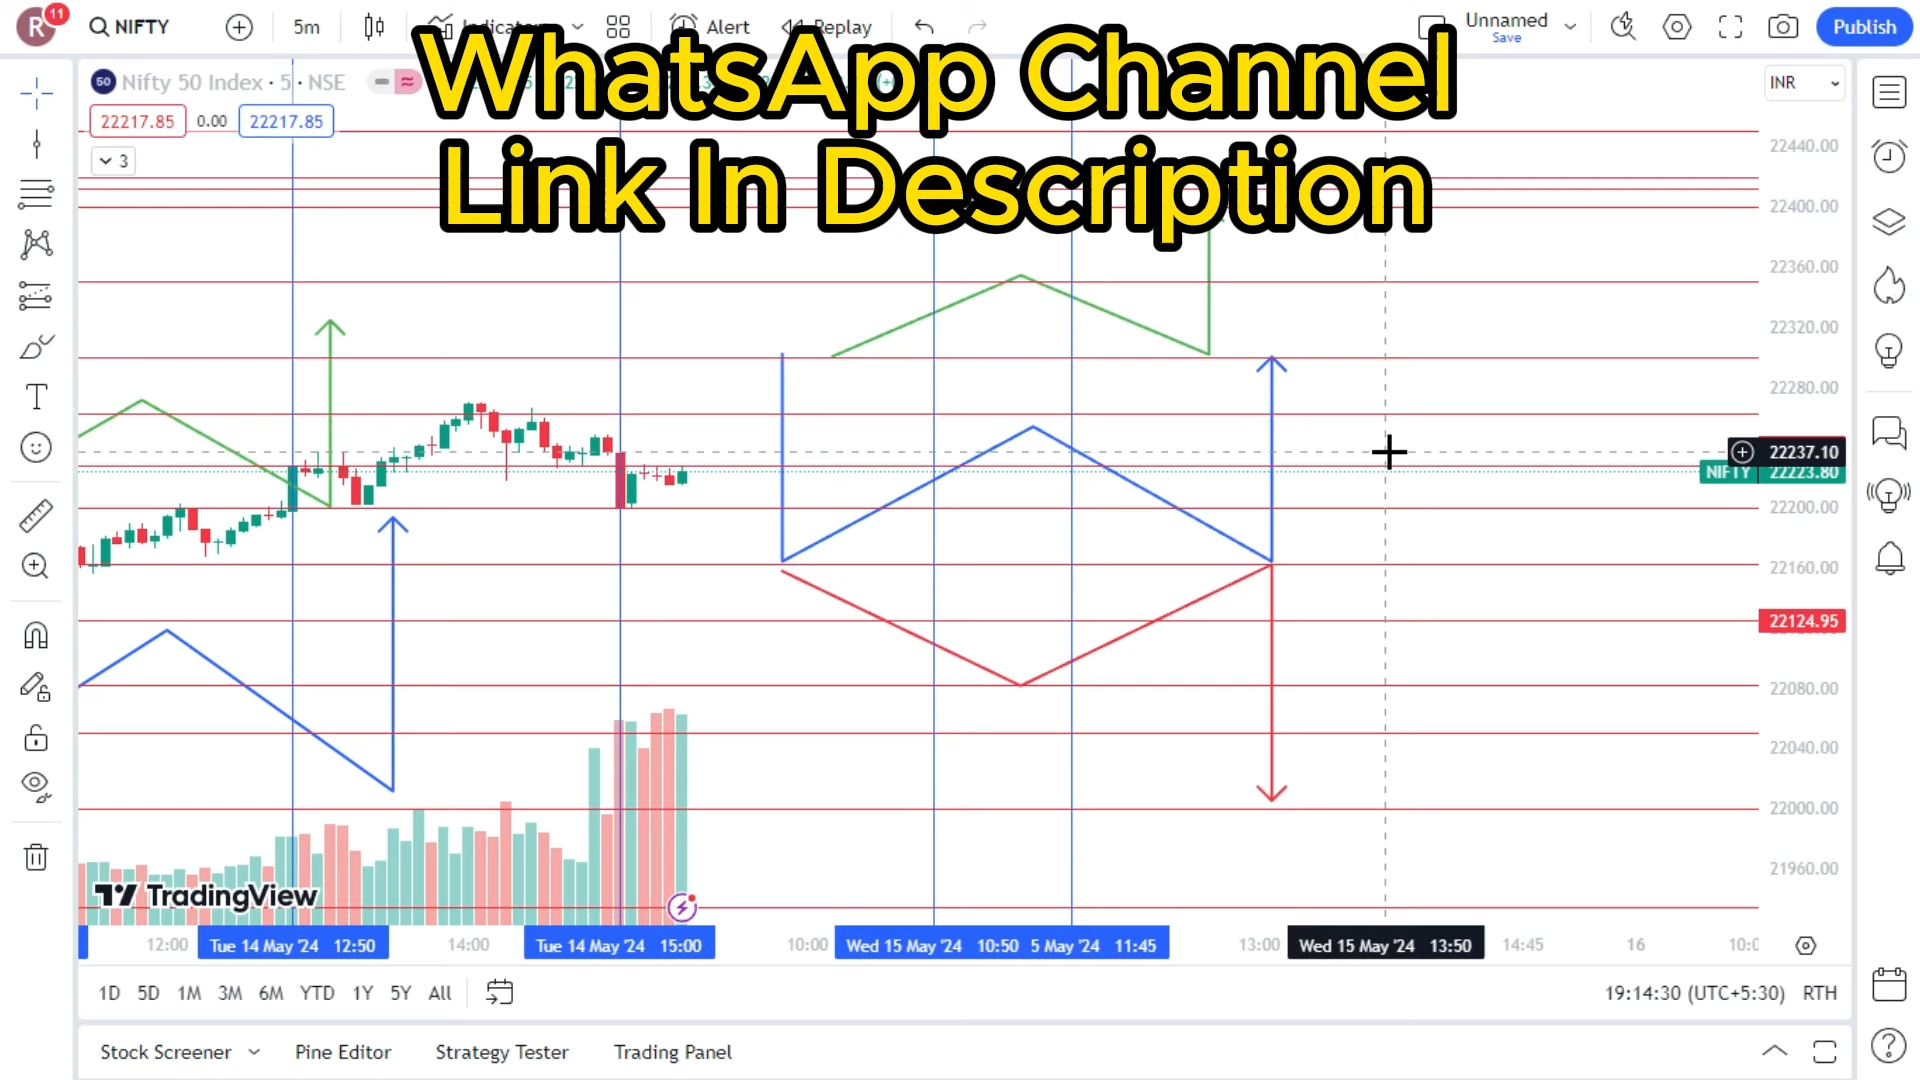 R
11
NIFTY
5m
Indicators
Alert
Replay
Unnamed
Save
Publish
WhatsApp Channel
Link In Description
50
Nifty 50 Index · 5 · NSE
INR
22217.85
0.00
22217.85
3
22440.00
22400.00
22360.00
22320.00
22280.00
22237.10
NIFTY 22223.80
22200.00
22160.00
22124.95
22080.00
22040.00
22000.00
21960.00
TradingView
12:00
Tue 14 May '24 12:50
14:00
Tue 14 May '24 15:00
10:00
Wed 15 May '24 10:50
5 May '24 11:45
13:00
Wed 15 May '24 13:50
14:45
16
1D 5D 1M 3M 6M YTD 1Y 5Y All
19:14:30 (UTC+5:30) RTH
Stock Screener Pine Editor Strategy Tester Trading Panel